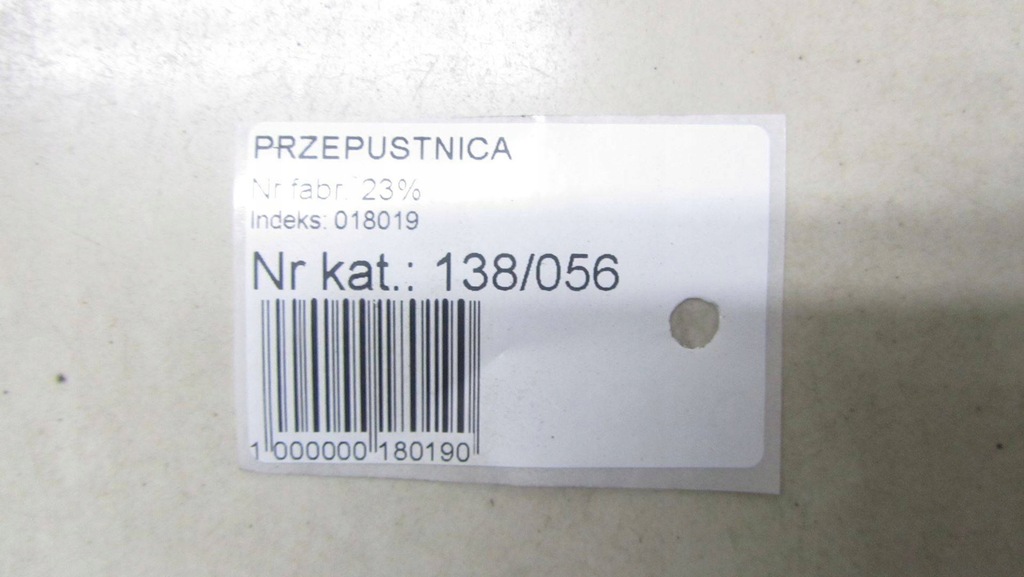 PRZEPUSTNICA
Nr fabr. 23%
Indeks: 018019
Nr kat.: 138/056
1 000000 180190